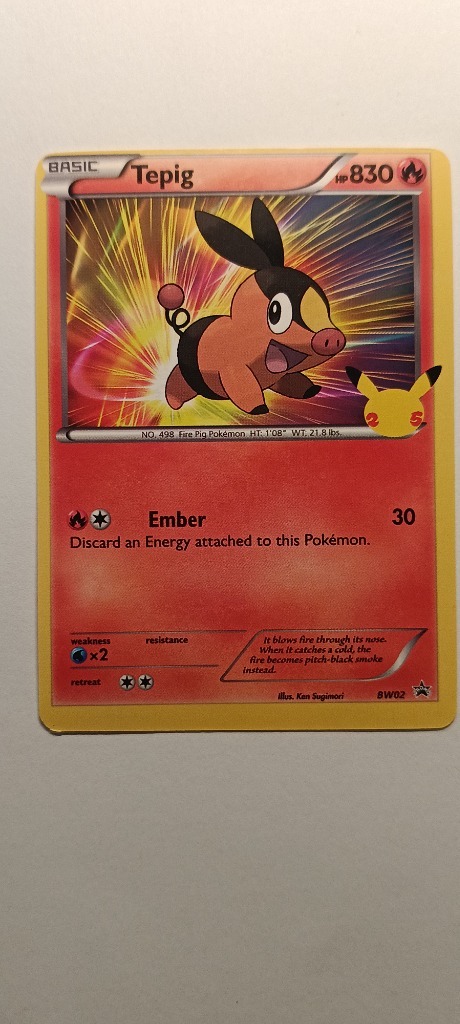 BASIC Tepig HP 830
25
NO. 498 Fire Pig Pokémon HT: 1'08" WT: 21.8 lbs.
Ember 30
Discard an Energy attached to this Pokémon.
weakness resistance
×2
retreat
It blows fire through its nose.
When it catches a cold, the
fire becomes pitch-black smoke
instead.
illus. Ken Sugimori BW02